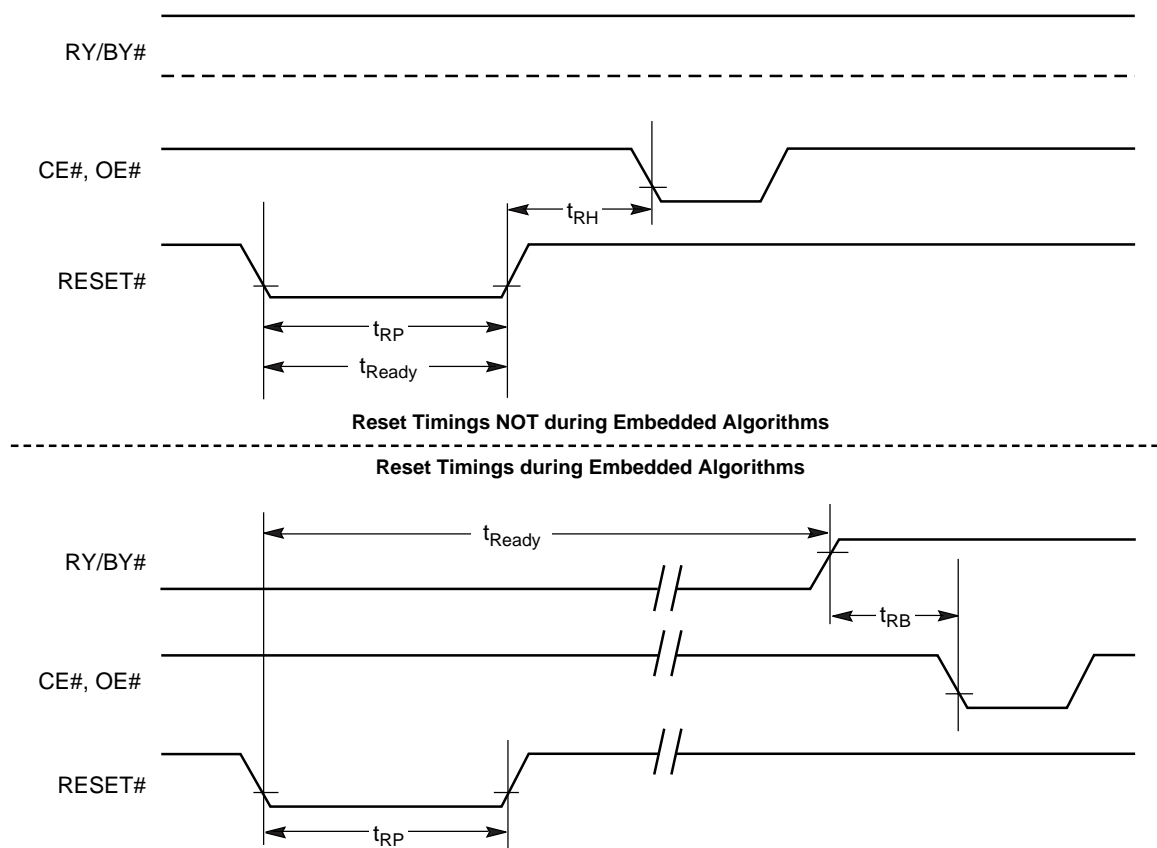 RY/BY#
CE#, OE#
tRH
RESET#
tRP
tReady
Reset Timings NOT during Embedded Algorithms
Reset Timings during Embedded Algorithms
tReady
RY/BY#
tRB
CE#, OE#
RESET#
tRP